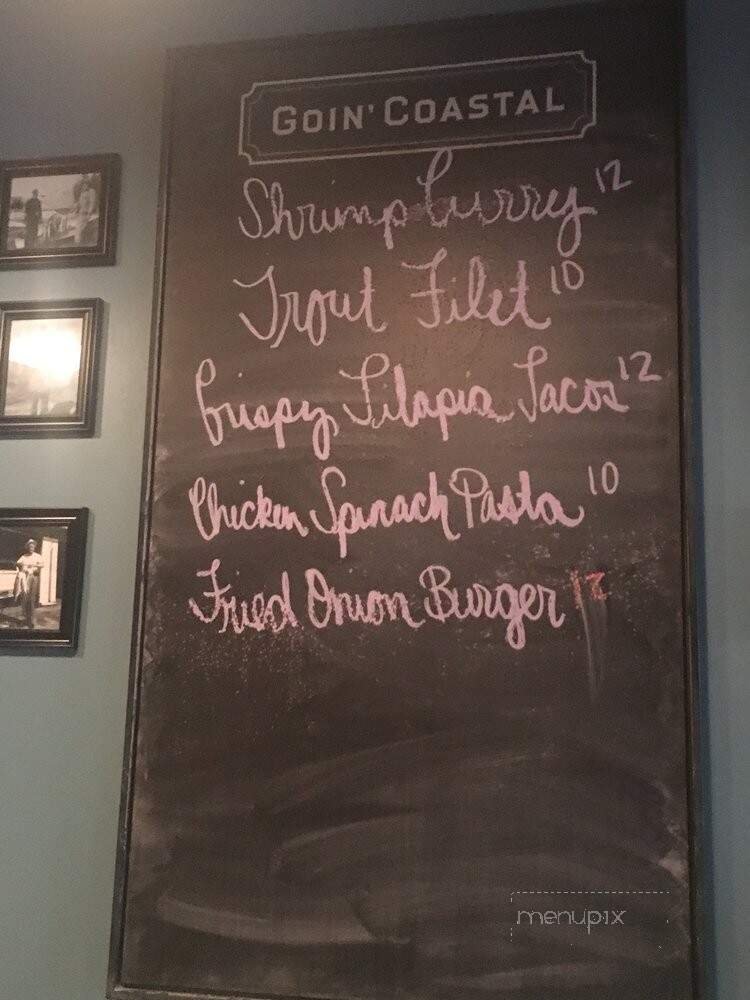 GOIN' COASTAL
Shrimp Curry 12
Trout Filet 10
Crispy Tilapia Tacos 12
Chicken Spinach Pasta 10
Fried Onion Burger 12
menupix